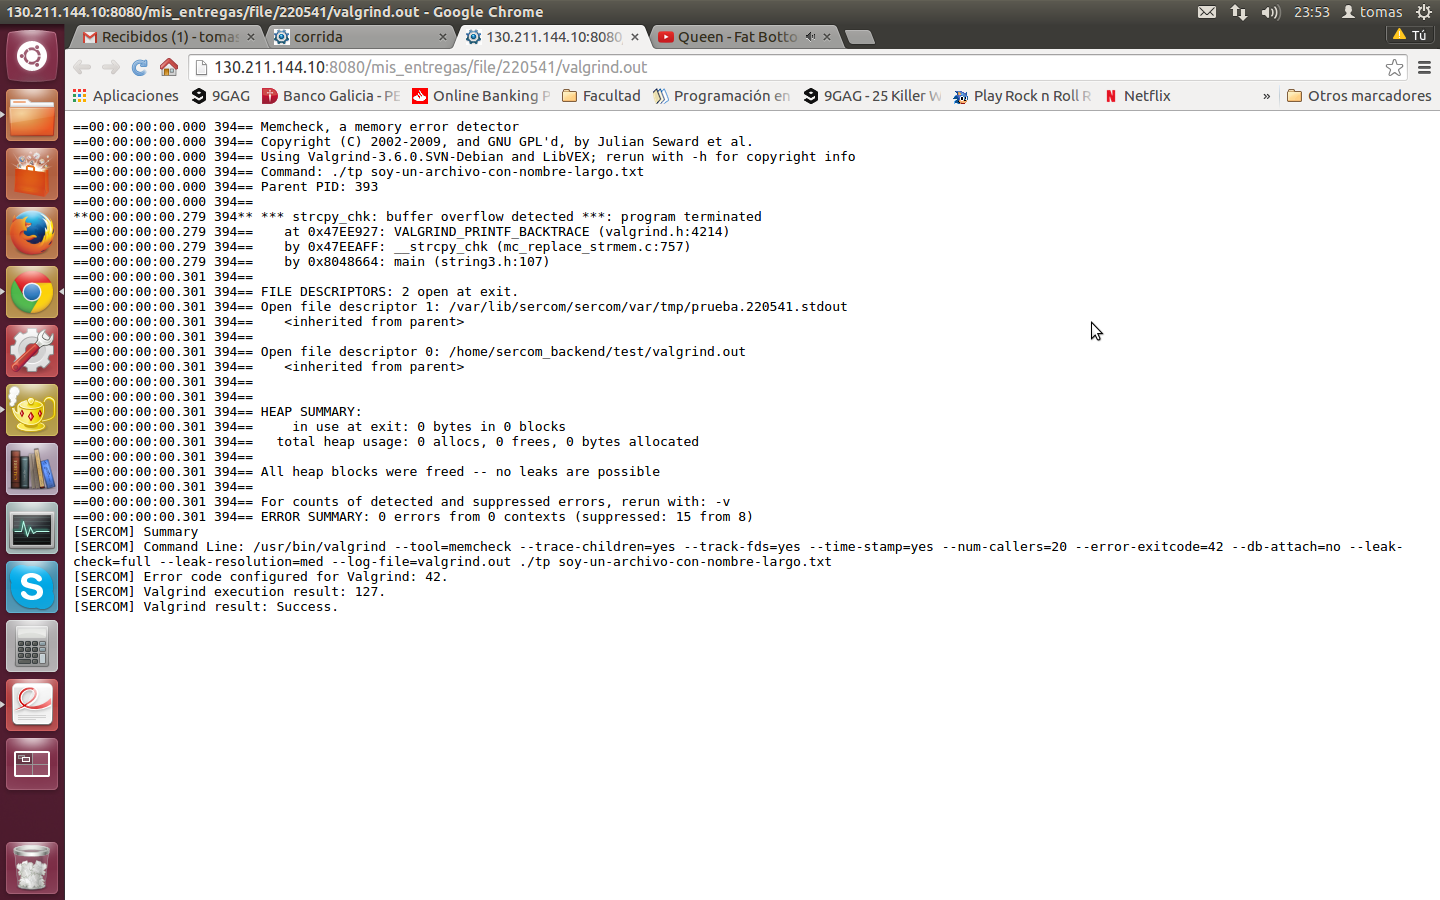 130.211.144.10:8080/mis_entregas/file/220541/valgrind.out - Google Chrome
23:53 tomas
Recibidos (1) - tomas
corrida
130.211.144.10:8080
Queen - Fat Botto
Tú
130.211.144.10:8080/mis_entregas/file/220541/valgrind.out
Aplicaciones 9GAG Banco Galicia - PE Online Banking P Facultad Programación en 9GAG - 25 Killer W Play Rock n Roll R Netflix » Otros marcadores
==00:00:00:00.000 394== Memcheck, a memory error detector
==00:00:00:00.000 394== Copyright (C) 2002-2009, and GNU GPL'd, by Julian Seward et al.
==00:00:00:00.000 394== Using Valgrind-3.6.0.SVN-Debian and LibVEX; rerun with -h for copyright info
==00:00:00:00.000 394== Command: ./tp soy-un-archivo-con-nombre-largo.txt
==00:00:00:00.000 394== Parent PID: 393
==00:00:00:00.000 394==
**00:00:00:00.279 394** *** strcpy_chk: buffer overflow detected ***: program terminated
==00:00:00:00.279 394==    at 0x47EE927: VALGRIND_PRINTF_BACKTRACE (valgrind.h:4214)
==00:00:00:00.279 394==    by 0x47EEAFF: __strcpy_chk (mc_replace_strmem.c:757)
==00:00:00:00.279 394==    by 0x8048664: main (string3.h:107)
==00:00:00:00.301 394==
==00:00:00:00.301 394== FILE DESCRIPTORS: 2 open at exit.
==00:00:00:00.301 394== Open file descriptor 1: /var/lib/sercom/sercom/var/tmp/prueba.220541.stdout
==00:00:00:00.301 394==    <inherited from parent>
==00:00:00:00.301 394==
==00:00:00:00.301 394== Open file descriptor 0: /home/sercom_backend/test/valgrind.out
==00:00:00:00.301 394==    <inherited from parent>
==00:00:00:00.301 394==
==00:00:00:00.301 394==
==00:00:00:00.301 394== HEAP SUMMARY:
==00:00:00:00.301 394==     in use at exit: 0 bytes in 0 blocks
==00:00:00:00.301 394==   total heap usage: 0 allocs, 0 frees, 0 bytes allocated
==00:00:00:00.301 394==
==00:00:00:00.301 394== All heap blocks were freed -- no leaks are possible
==00:00:00:00.301 394==
==00:00:00:00.301 394== For counts of detected and suppressed errors, rerun with: -v
==00:00:00:00.301 394== ERROR SUMMARY: 0 errors from 0 contexts (suppressed: 15 from 8)
[SERCOM] Summary
[SERCOM] Command Line: /usr/bin/valgrind --tool=memcheck --trace-children=yes --track-fds=yes --time-stamp=yes --num-callers=20 --error-exitcode=42 --db-attach=no --leak-
check=full --leak-resolution=med --log-file=valgrind.out ./tp soy-un-archivo-con-nombre-largo.txt
[SERCOM] Error code configured for Valgrind: 42.
[SERCOM] Valgrind execution result: 127.
[SERCOM] Valgrind result: Success.